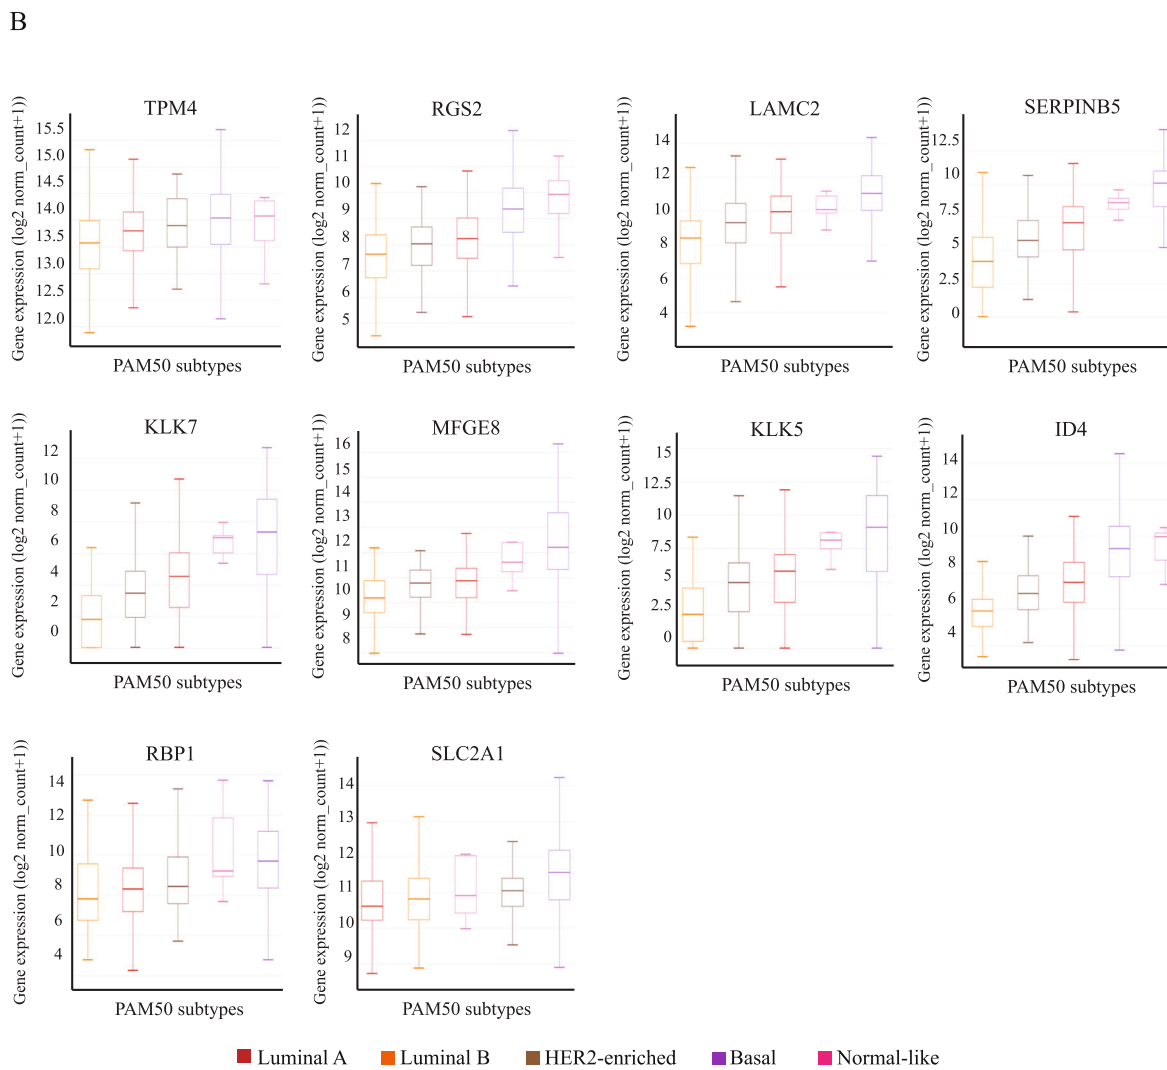 B
TPM4
Gene expression (log2 norm_count+1))
15.5
15.0
14.5
14.0
13.5
13.0
12.5
12.0
PAM50 subtypes
RGS2
Gene expression (log2 norm_count+1))
12
11
10
9
8
7
6
5
PAM50 subtypes
LAMC2
Gene expression (log2 norm_count+1))
14
12
10
8
6
4
PAM50 subtypes
SERPINB5
Gene expression (log2 norm_count+1))
12.5
10
7.5
5
2.5
0
PAM50 subtypes
KLK7
Gene expression (log2 norm_count+1))
12
10
8
6
4
2
0
PAM50 subtypes
MFGE8
Gene expression (log2 norm_count+1))
16
15
14
13
12
11
10
9
8
PAM50 subtypes
KLK5
Gene expression (log2 norm_count+1))
15
12.5
10
7.5
5
2.5
0
PAM50 subtypes
ID4
Gene expression (log2 norm_count+1))
14
12
10
8
6
4
PAM50 subtypes
RBP1
Gene expression (log2 norm_count+1))
14
12
10
8
6
4
PAM50 subtypes
SLC2A1
Gene expression (log2 norm_count+1))
14
13
12
11
10
9
PAM50 subtypes
Luminal A Luminal B HER2-enriched Basal Normal-like